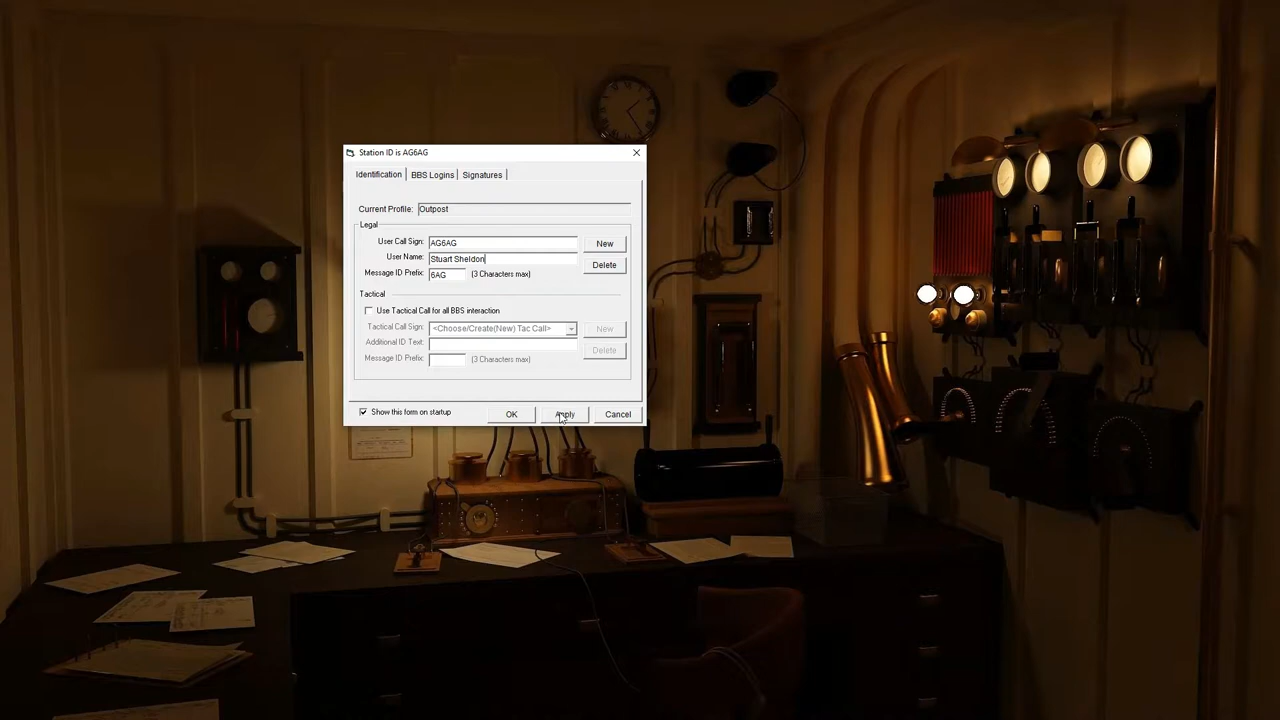 Station ID is AG6AG
Identification BBS Logins Signatures
Current Profile: Outpost
Legal
User Call Sign: AG6AG New
User Name: Stuart Sheldon Delete
Message ID Prefix: 6AG (3 Characters max)
Tactical
Use Tactical Call for all BBS interaction
Tactical Call Sign: <Choose/Create(New) Tac Call> New
Additional ID Text:
Delete
Message ID Prefix: (3 Characters max)
Show this form on startup OK Apply Cancel